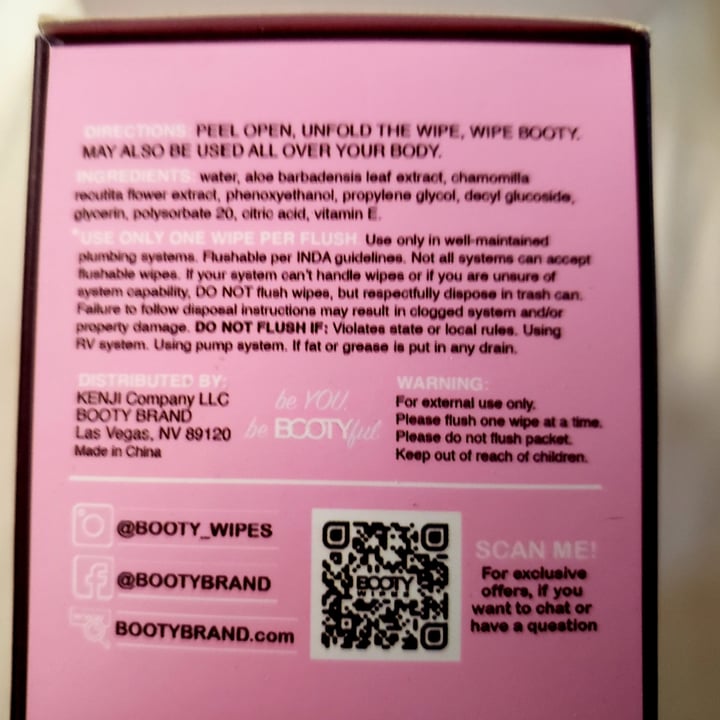 DIRECTIONS: PEEL OPEN, UNFOLD THE WIPE, WIPE BOOTY.
MAY ALSO BE USED ALL OVER YOUR BODY.
INGREDIENTS: water, aloe barbadensis leaf extract, chamomilla
recutita flower extract, phenoxyethanol, propylene glycol, decyl glucoside,
glycerin, polysorbate 20, citric acid, vitamin E.
*USE ONLY ONE WIPE PER FLUSH. Use only in well-maintained
plumbing systems. Flushable per INDA guidelines. Not all systems can accept
flushable wipes. If your system can't handle wipes or if you are unsure of
system capability, DO NOT flush wipes, but respectfully dispose in trash can.
Failure to follow disposal instructions may result in clogged system and/or
property damage. DO NOT FLUSH IF: Violates state or local rules. Using
RV system. Using pump system. If fat or grease is put in any drain.
DISTRIBUTED BY:
KENJI Company LLC
BOOTY BRAND
Las Vegas, NV 89120
Made in China
be YOU.
be BOOTYful.
WARNING:
For external use only.
Please flush one wipe at a time.
Please do not flush packet.
Keep out of reach of children.
@BOOTY_WIPES
@BOOTYBRAND
BOOTYBRAND.com
BOOTY
SCAN ME!
For exclusive
offers, if you
want to chat or
have a question